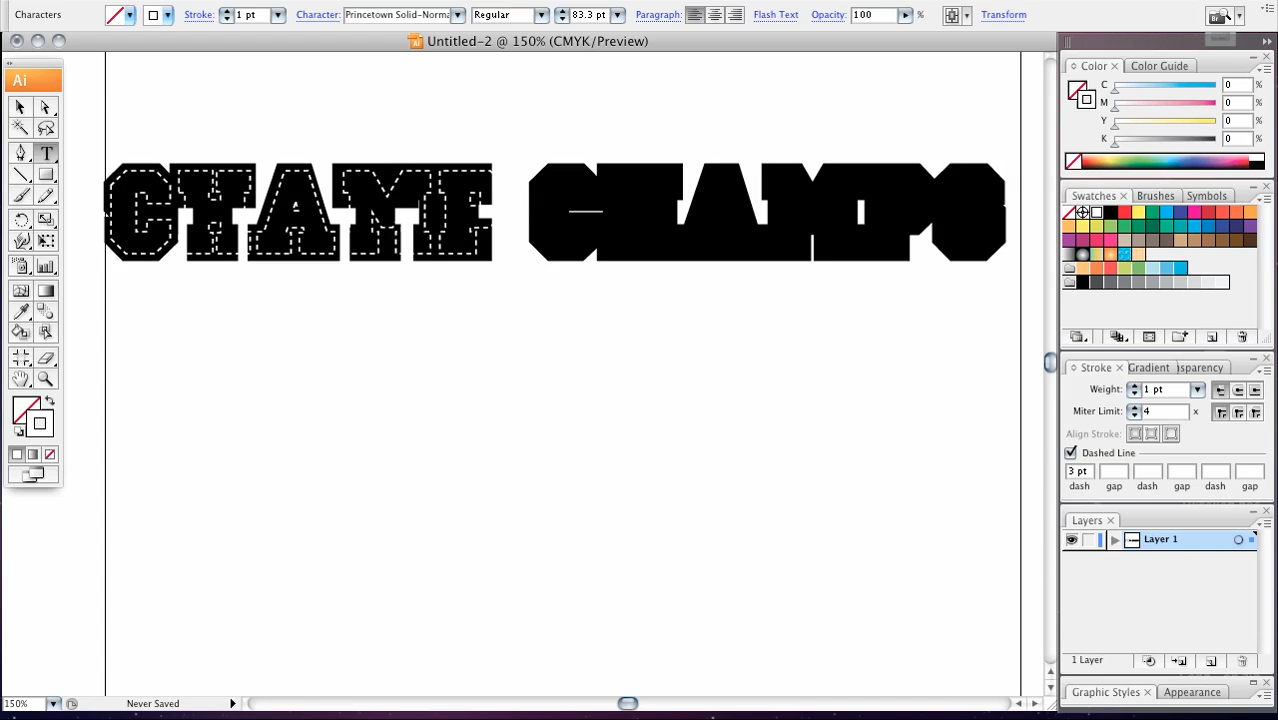 Characters Stroke: 1 pt Character: Princetown Solid-Norma Regular 83.3 pt Paragraph: Flash Text Opacity: 100 % Transform
Untitled-2 @ 150% (CMYK/Preview)
Ai
Color Color Guide
C 0 %
M 0 %
Y 0 %
K 0 %
CHAME CHAMPS
Swatches Brushes Symbols
Stroke Gradient sparency
Weight: 1 pt
Miter Limit: 4 x
Align Stroke:
Dashed Line
3 pt
dash gap dash gap dash gap
Layers
Layer 1
1 Layer
Graphic Styles Appearance
150% Never Saved